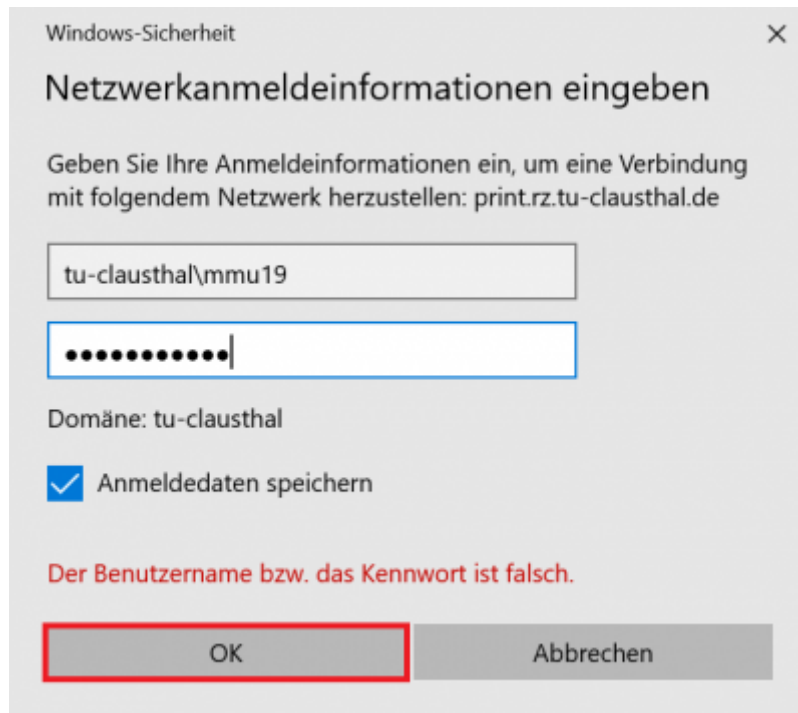 Windows-Sicherheit
Netzwerkanmeldeinformationen eingeben
Geben Sie Ihre Anmeldeinformationen ein, um eine Verbindung
mit folgendem Netzwerk herzustellen: print.rz.tu-clausthal.de
tu-clausthal\mmu19
●●●●●●●●●●●
Domäne: tu-clausthal
Anmeldedaten speichern
Der Benutzername bzw. das Kennwort ist falsch.
OK
Abbrechen